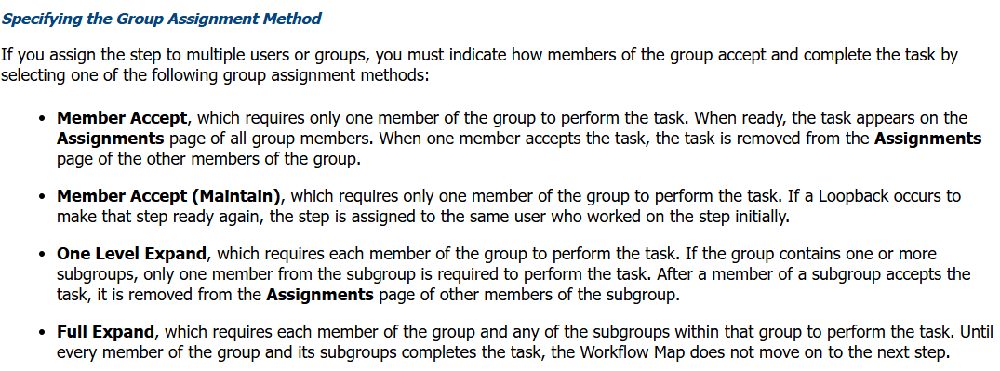 Specifying the Group Assignment Method
If you assign the step to multiple users or groups, you must indicate how members of the group accept and complete the task by
selecting one of the following group assignment methods:
• Member Accept, which requires only one member of the group to perform the task. When ready, the task appears on the
Assignments page of all group members. When one member accepts the task, the task is removed from the Assignments
page of the other members of the group.
• Member Accept (Maintain), which requires only one member of the group to perform the task. If a Loopback occurs to
make that step ready again, the step is assigned to the same user who worked on the step initially.
• One Level Expand, which requires each member of the group to perform the task. If the group contains one or more
subgroups, only one member from the subgroup is required to perform the task. After a member of a subgroup accepts the
task, it is removed from the Assignments page of other members of the subgroup.
• Full Expand, which requires each member of the group and any of the subgroups within that group to perform the task. Until
every member of the group and its subgroups completes the task, the Workflow Map does not move on to the next step.